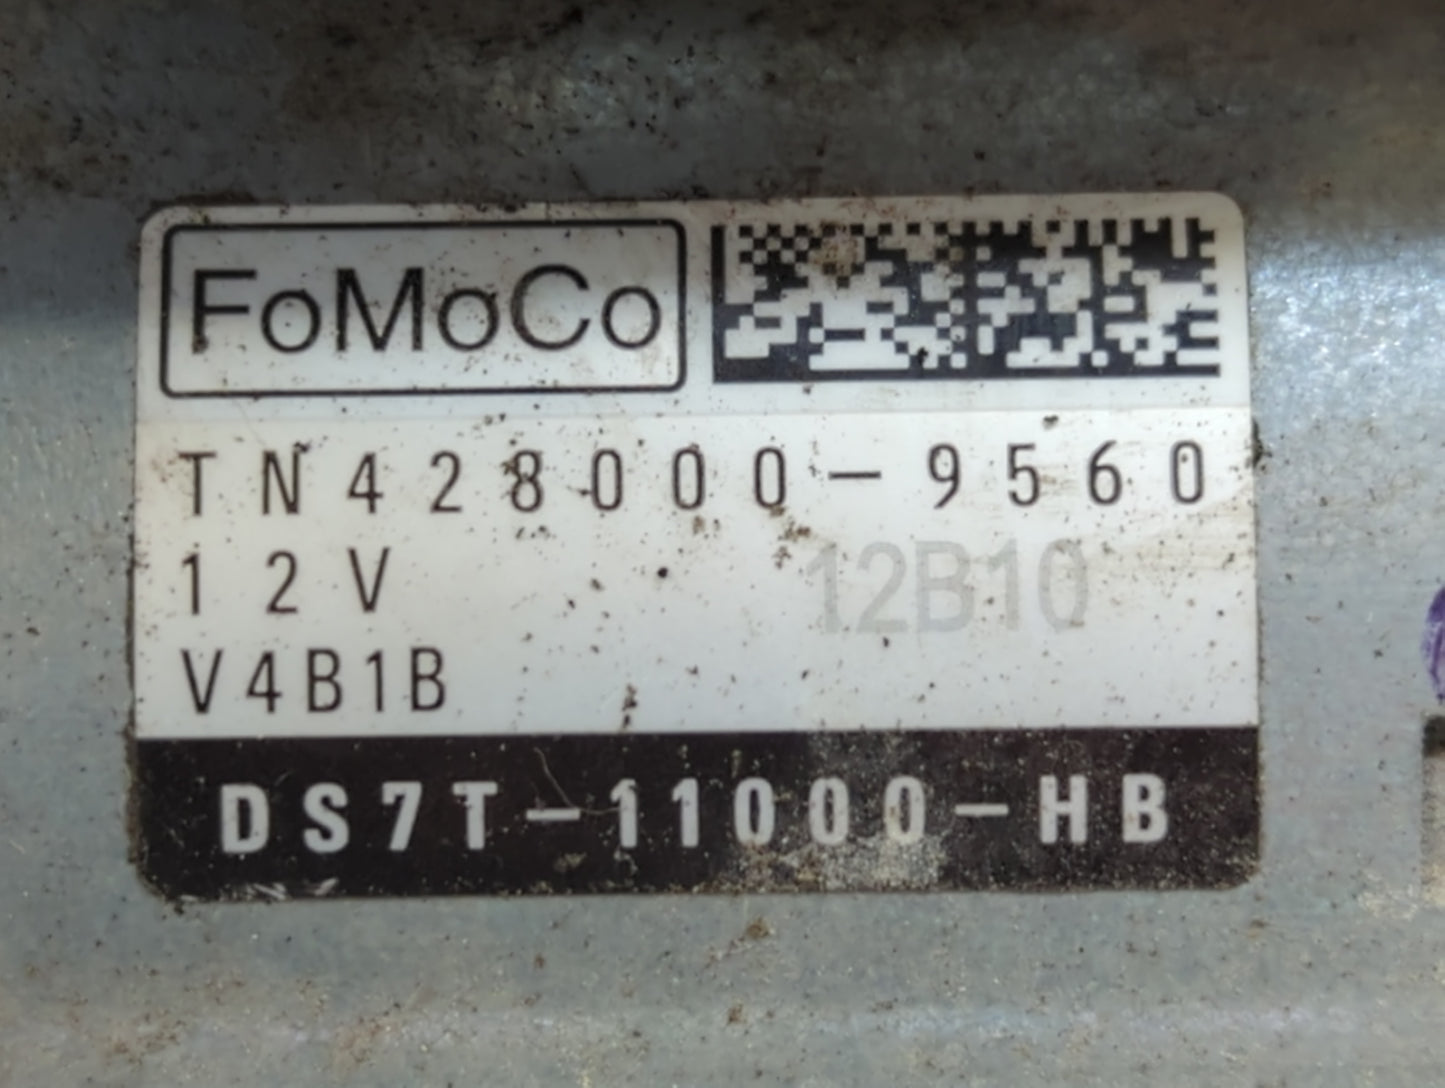 FoMoCo
TN428000-9560
12V 12B10
V4B1B
DS7T-11000-HB